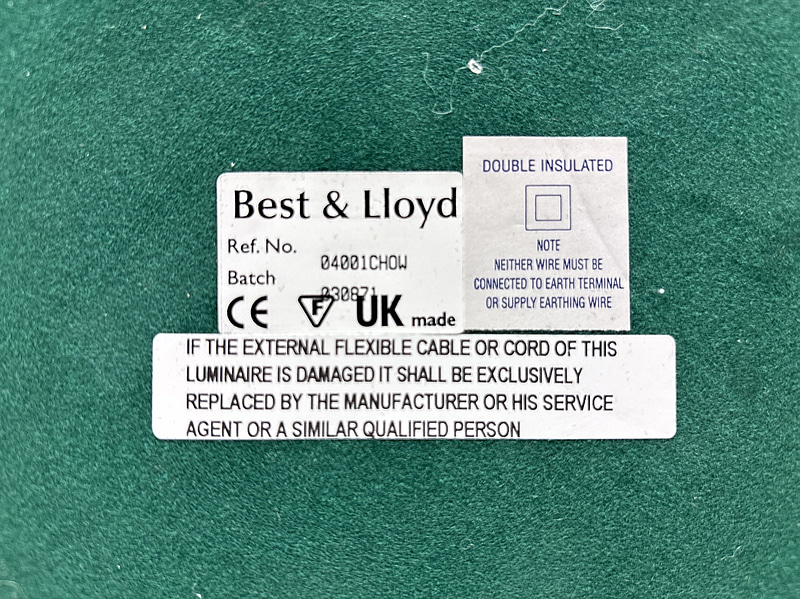 Best & Lloyd
Ref. No. 04001CHOW
Batch 030871
CE F UK made
DOUBLE INSULATED
NOTE
NEITHER WIRE MUST BE
CONNECTED TO EARTH TERMINAL
OR SUPPLY EARTHING WIRE
IF THE EXTERNAL FLEXIBLE CABLE OR CORD OF THIS
LUMINAIRE IS DAMAGED IT SHALL BE EXCLUSIVELY
REPLACED BY THE MANUFACTURER OR HIS SERVICE
AGENT OR A SIMILAR QUALIFIED PERSON